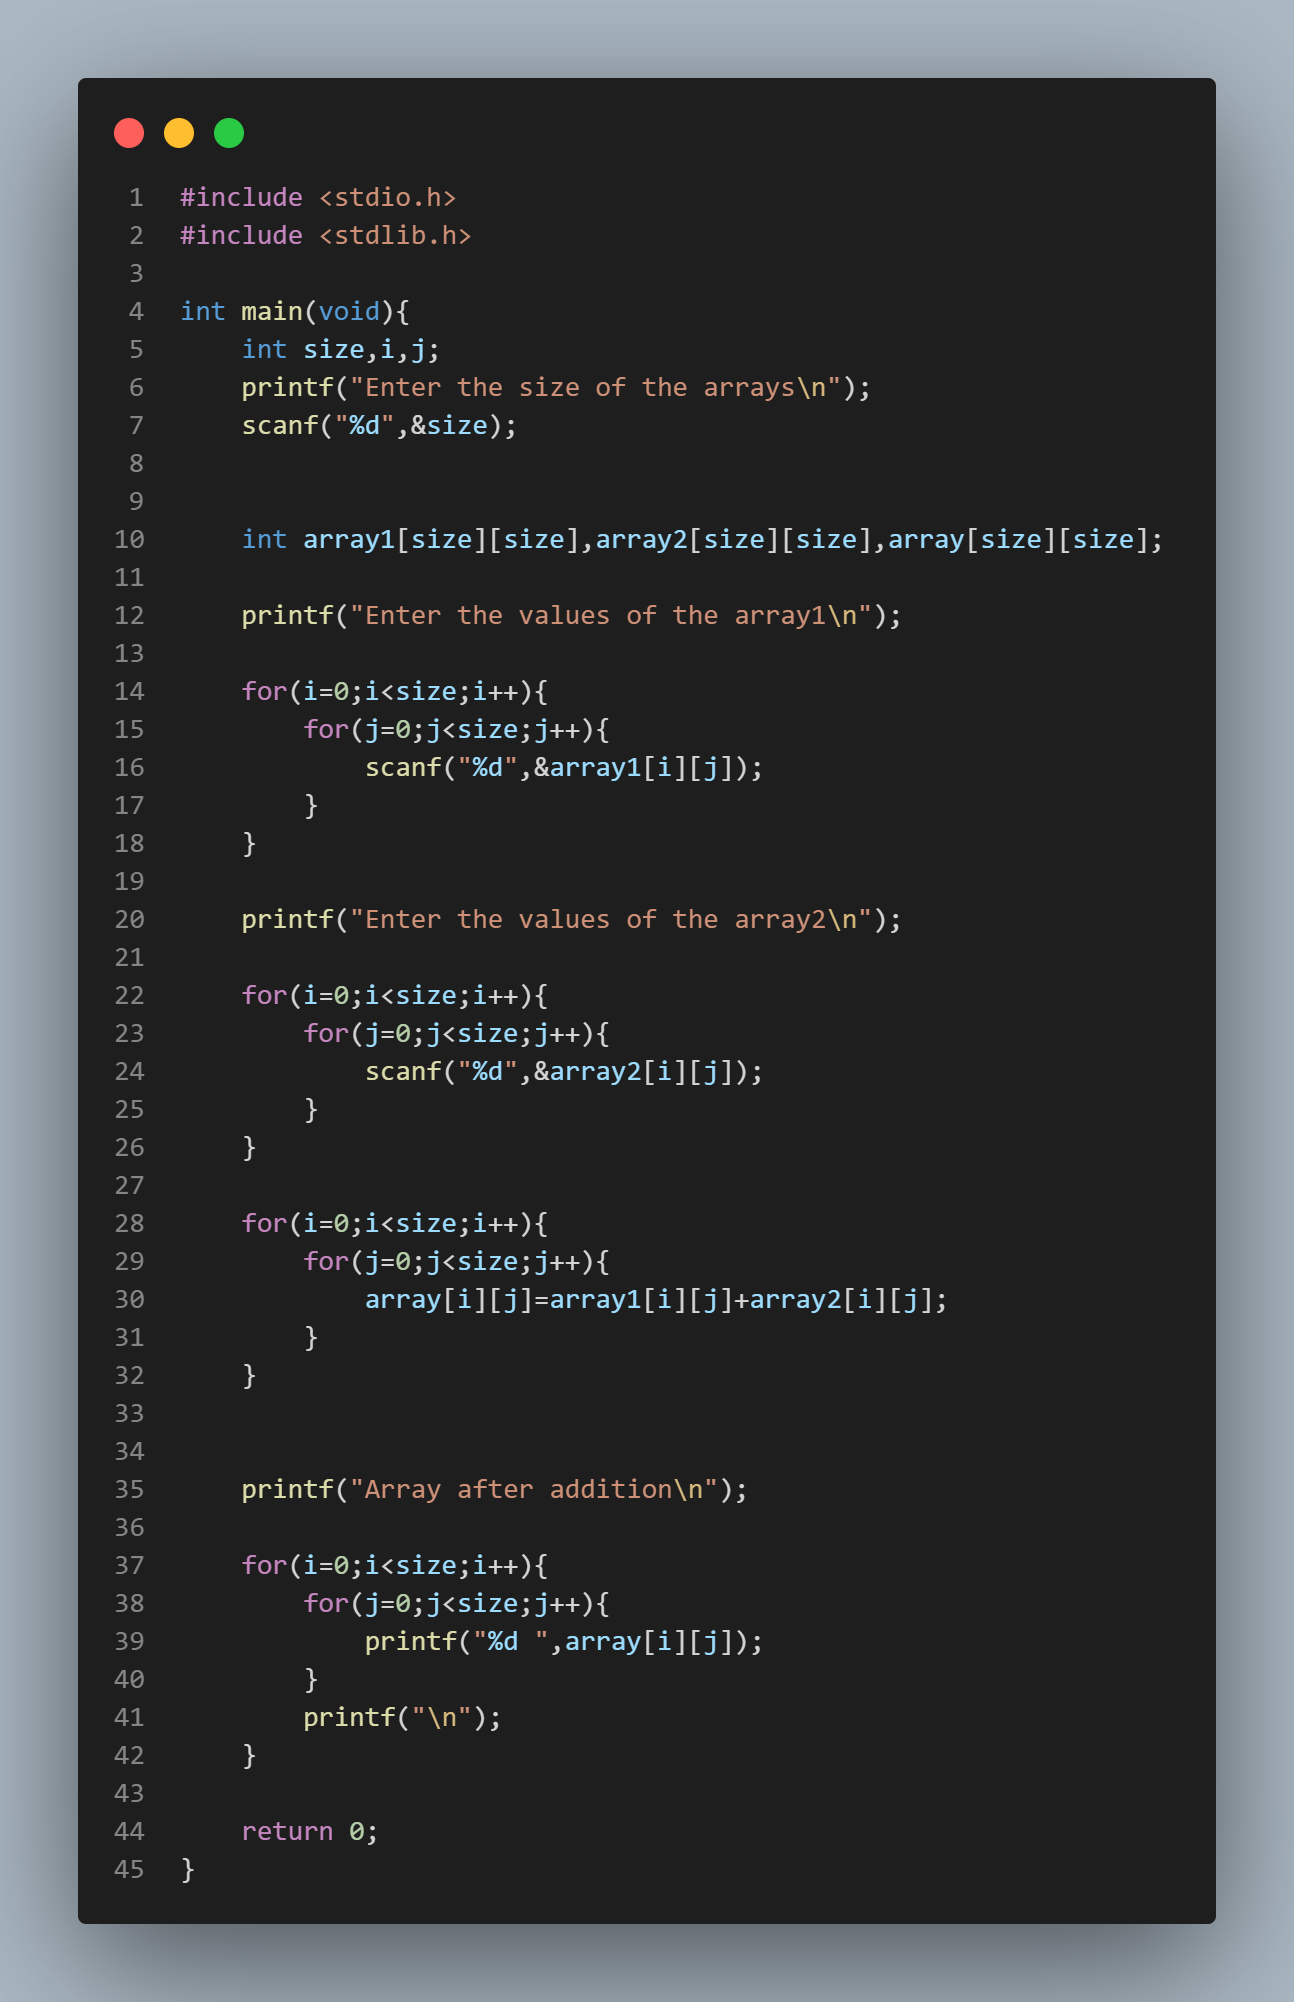 1 #include <stdio.h>
2 #include <stdlib.h>
3
4 int main(void){
5     int size,i,j;
6     printf("Enter the size of the arrays\n");
7     scanf("%d",&size);
8
9
10     int array1[size][size],array2[size][size],array[size][size];
11
12     printf("Enter the values of the array1\n");
13
14     for(i=0;i<size;i++){
15         for(j=0;j<size;j++){
16             scanf("%d",&array1[i][j]);
17         }
18     }
19
20     printf("Enter the values of the array2\n");
21
22     for(i=0;i<size;i++){
23         for(j=0;j<size;j++){
24             scanf("%d",&array2[i][j]);
25         }
26     }
27
28     for(i=0;i<size;i++){
29         for(j=0;j<size;j++){
30             array[i][j]=array1[i][j]+array2[i][j];
31         }
32     }
33
34
35     printf("Array after addition\n");
36
37     for(i=0;i<size;i++){
38         for(j=0;j<size;j++){
39             printf("%d ",array[i][j]);
40         }
41         printf("\n");
42     }
43
44     return 0;
45 }